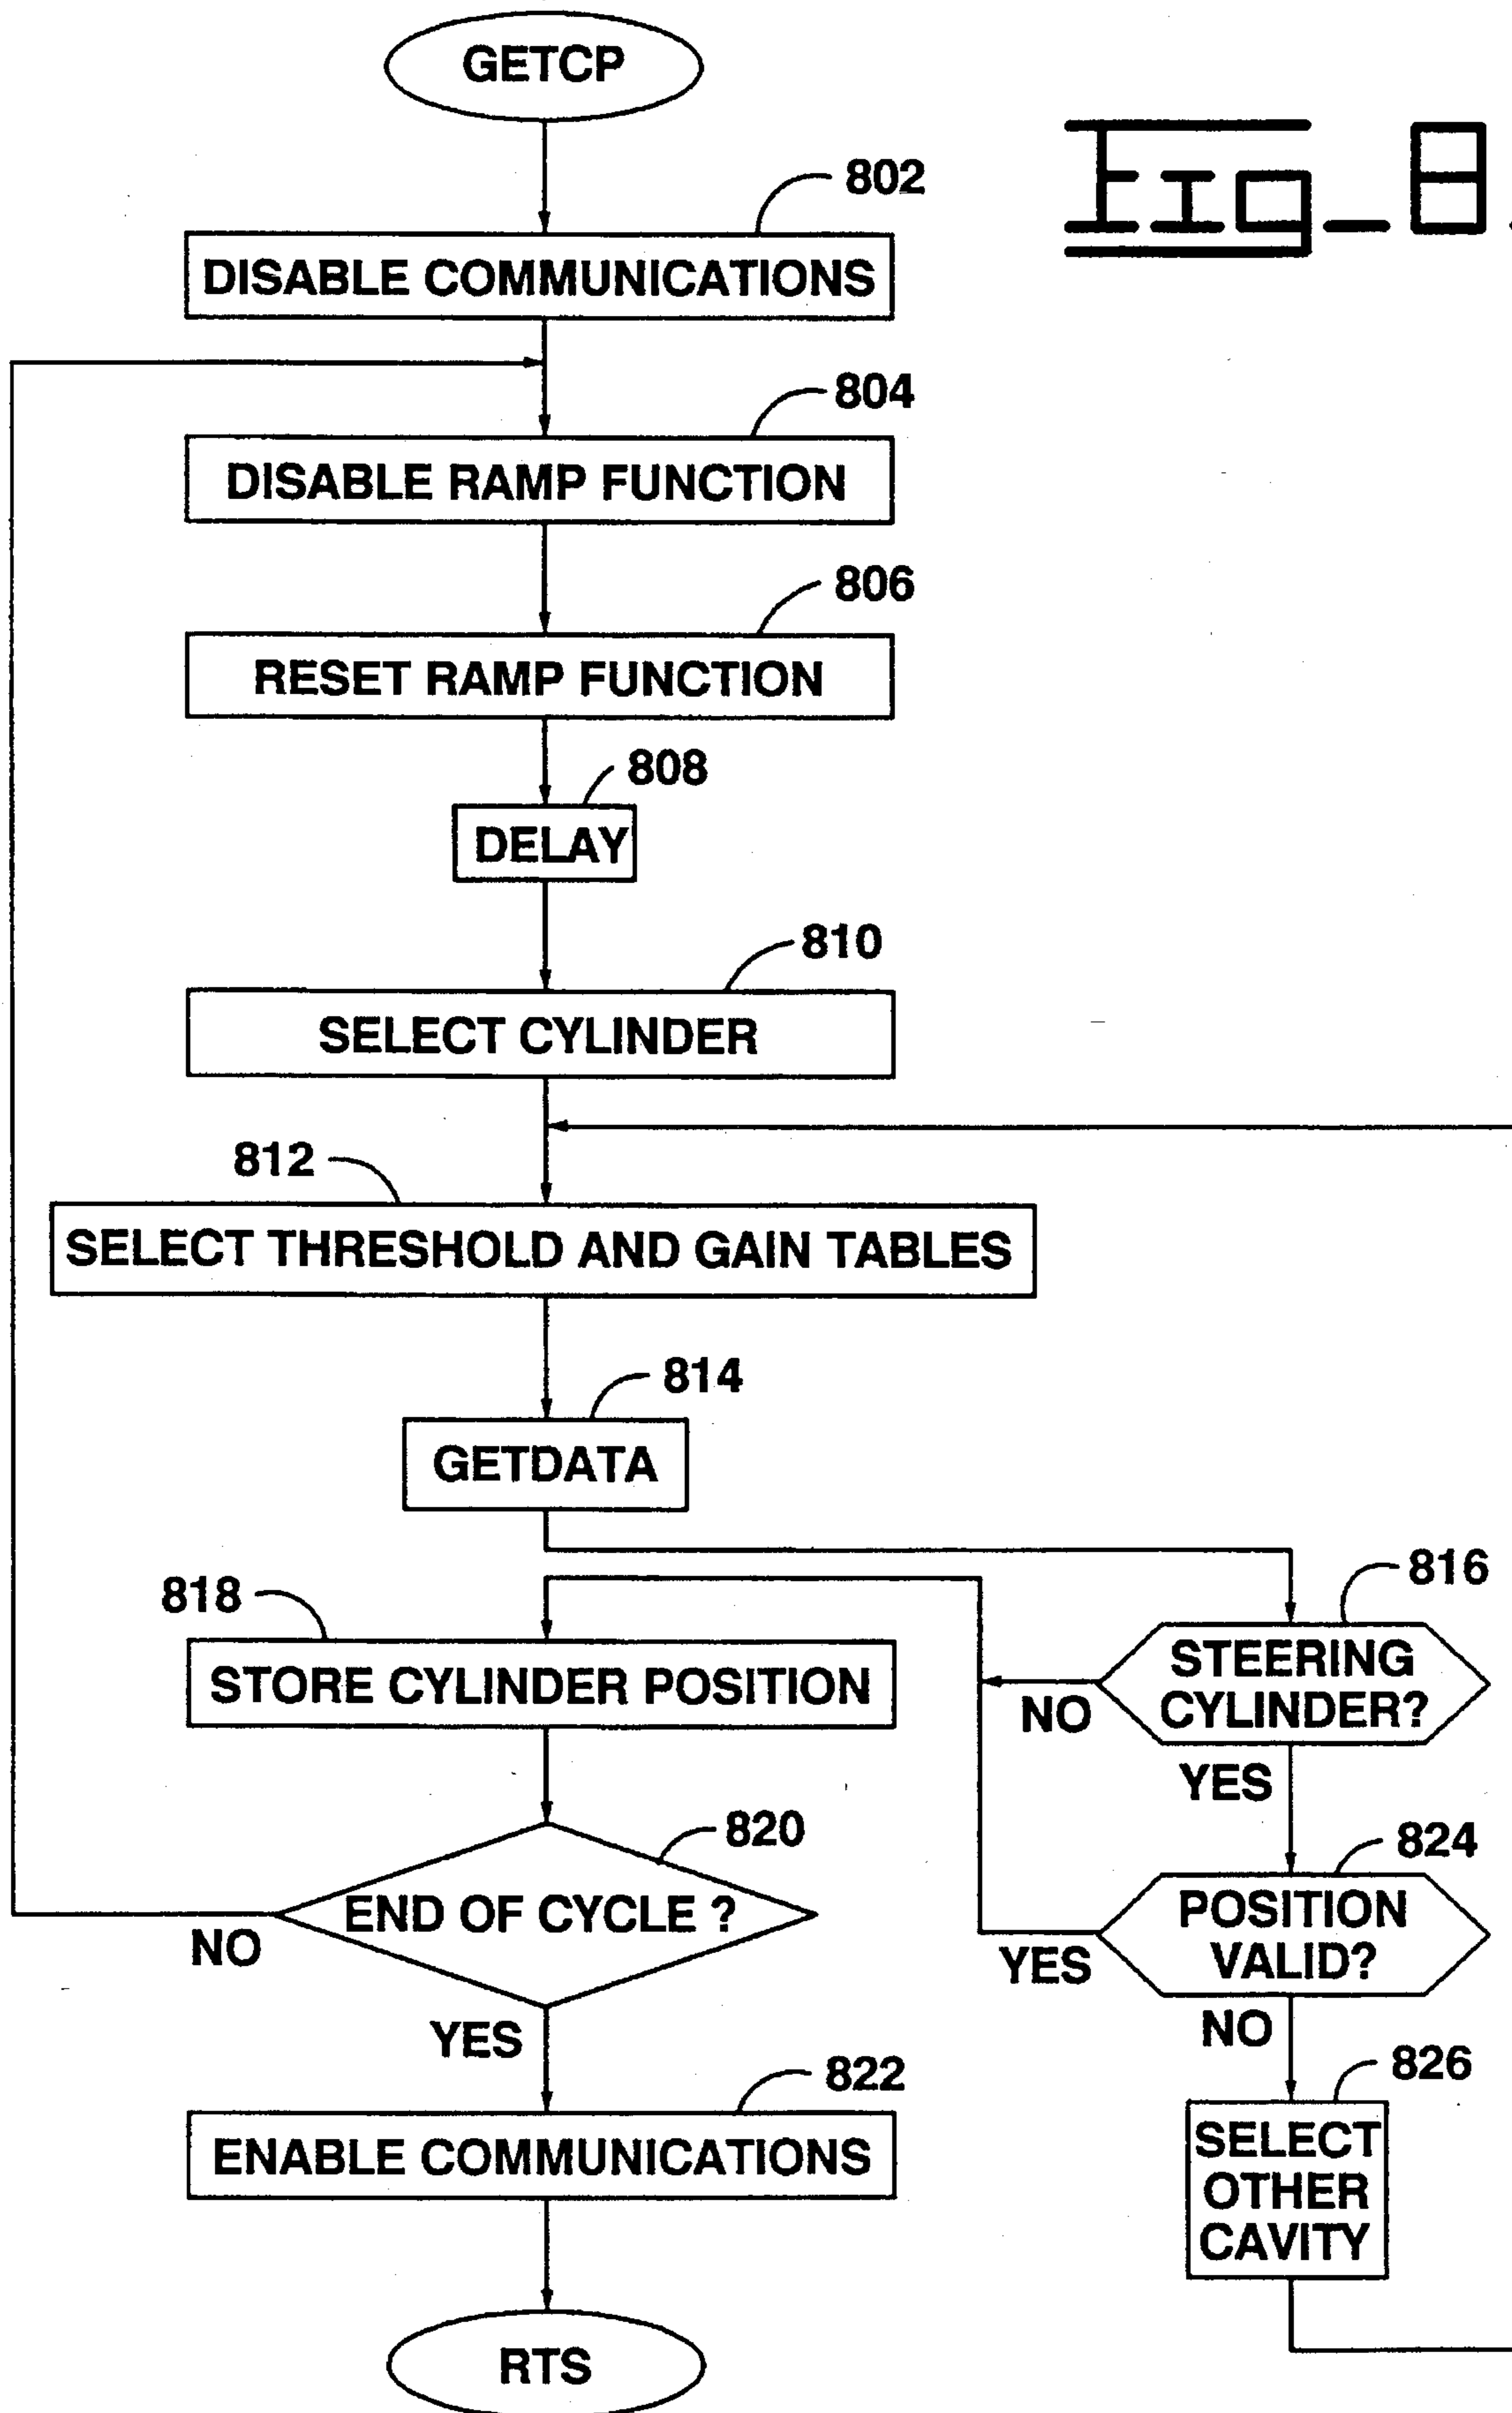 GETCP
Fig_8.
802
DISABLE COMMUNICATIONS
804
DISABLE RAMP FUNCTION
806
RESET RAMP FUNCTION
808
DELAY
810
SELECT CYLINDER
812
SELECT THRESHOLD AND GAIN TABLES
814
GETDATA
816
STEERING
CYLINDER?
NO
YES
818
STORE CYLINDER POSITION
820
END OF CYCLE ?
NO
YES
824
POSITION
VALID?
YES
NO
826
SELECT
OTHER
CAVITY
822
ENABLE COMMUNICATIONS
RTS